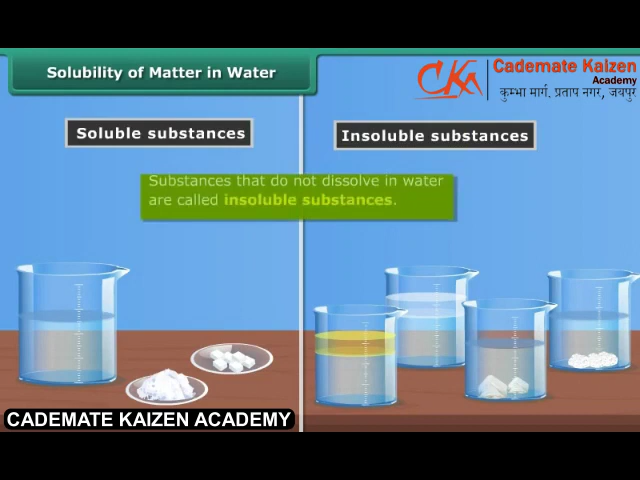 Solubility of Matter in Water
CKA
Cademate Kaizen
Academy
कुम्भा मार्ग. प्रताप नगर, जयपुर
Soluble substances
Insoluble substances
Substances that do not dissolve in water
are called insoluble substances.
CADEMATE KAIZEN ACADEMY